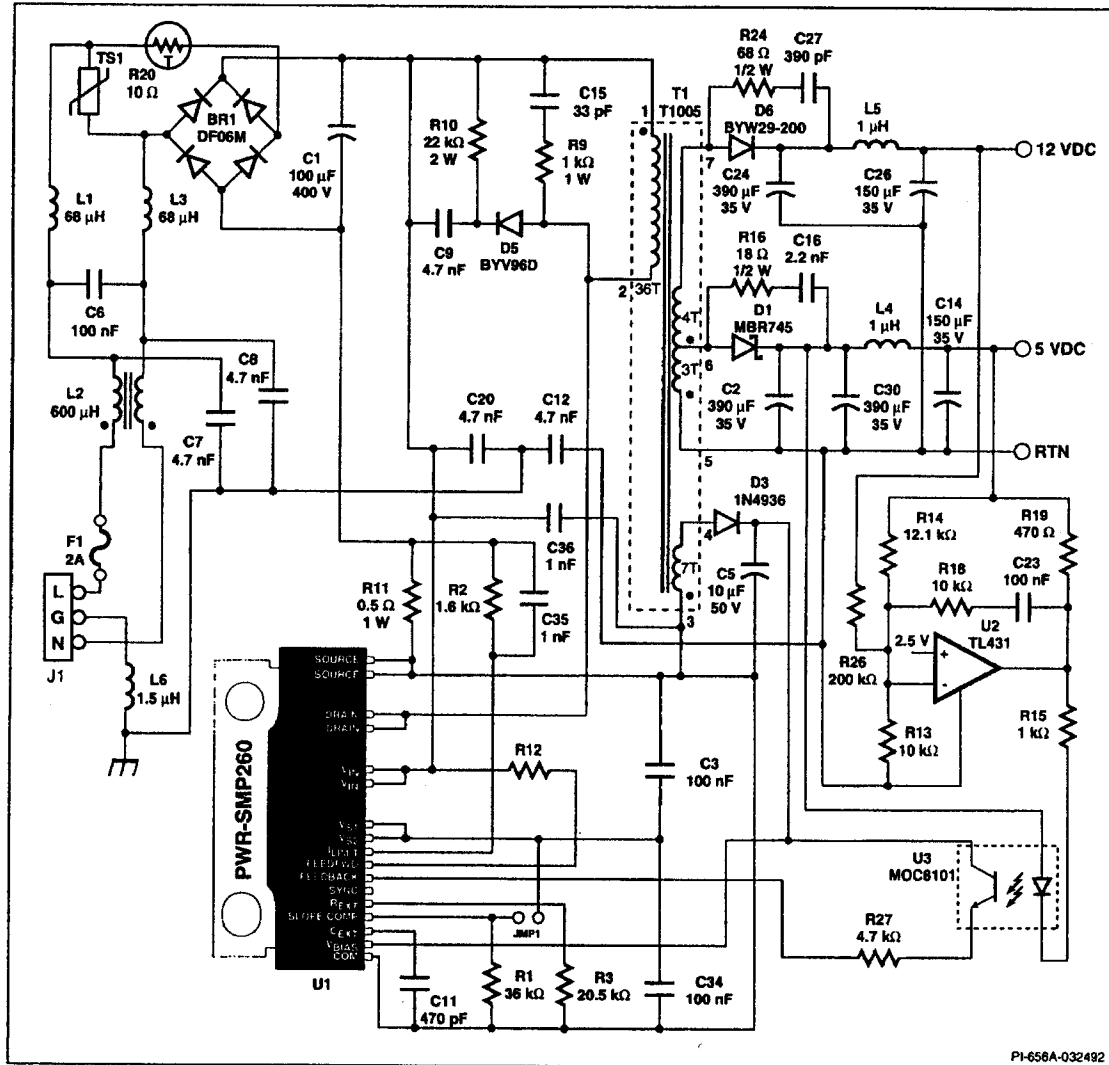 TS1
T
R20
10 Ω
BR1
DF06M
C1
100 µF
400 V
R10
22 kΩ
2 W
C15
33 pF
R9
1 kΩ
1 W
C9
4.7 nF
D5
BYV96D
T1
T1005
1
2
36T
R24
68 Ω
1/2 W
C27
390 pF
D6
BYW29-200
7
L5
1 µH
12 VDC
C24
390 µF
35 V
C26
150 µF
35 V
R16
18 Ω
1/2 W
C16
2.2 nF
4T
D1
MBR745
6
3T
L4
1 µH
C14
150 µF
35 V
5 VDC
C2
390 µF
35 V
C30
390 µF
35 V
5
RTN
L1
68 µH
L3
68 µH
C6
100 nF
C8
4.7 nF
L2
600 µH
C7
4.7 nF
C20
4.7 nF
C12
4.7 nF
F1
2A
L
G
N
J1
L6
1.5 µH
C36
1 nF
R11
0.5 Ω
1 W
R2
1.6 kΩ
C35
1 nF
D3
1N4936
4
7T
C5
10 µF
50 V
3
R14
12.1 kΩ
R19
470 Ω
R18
10 kΩ
C23
100 nF
U2
TL431
2.5 V
+
-
R26
200 kΩ
R13
10 kΩ
R15
1 kΩ
PWR-SMP260
SOURCE
SOURCE
DRAIN
DRAIN
VIN
VIN
FEEDFWD
FEEDBACK
SYNC
REXT
SLOPE COMP
CEXT
VBIAS
COM
U1
R12
C3
100 nF
JMP1
C11
470 pF
R1
36 kΩ
R3
20.5 kΩ
C34
100 nF
R27
4.7 kΩ
U3
MOC8101
PI-656A-032492